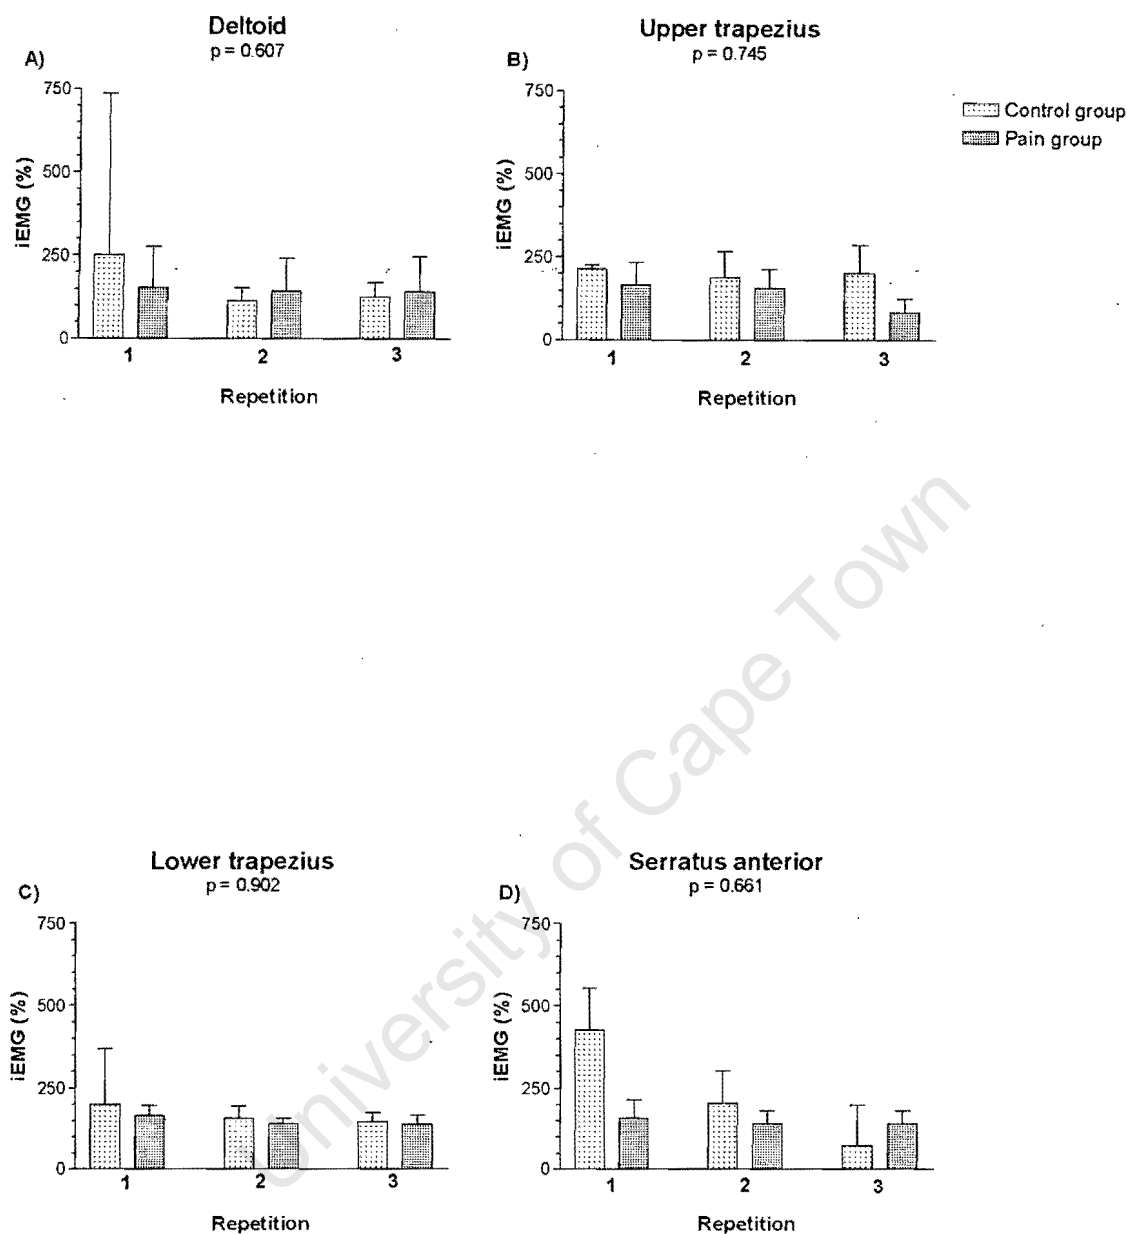 Deltoid
p = 0.607
A)
750
500
250
0
iEMG (%)
1 2 3
Repetition
Upper trapezius
p = 0.745
B)
750
500
250
0
iEMG (%)
1 2 3
Repetition
Control group
Pain group
Lower trapezius
p = 0.902
C)
750
500
250
0
iEMG (%)
1 2 3
Repetition
Serratus anterior
p = 0.661
D)
750
500
250
0
iEMG (%)
1 2 3
Repetition
University of Cape Town